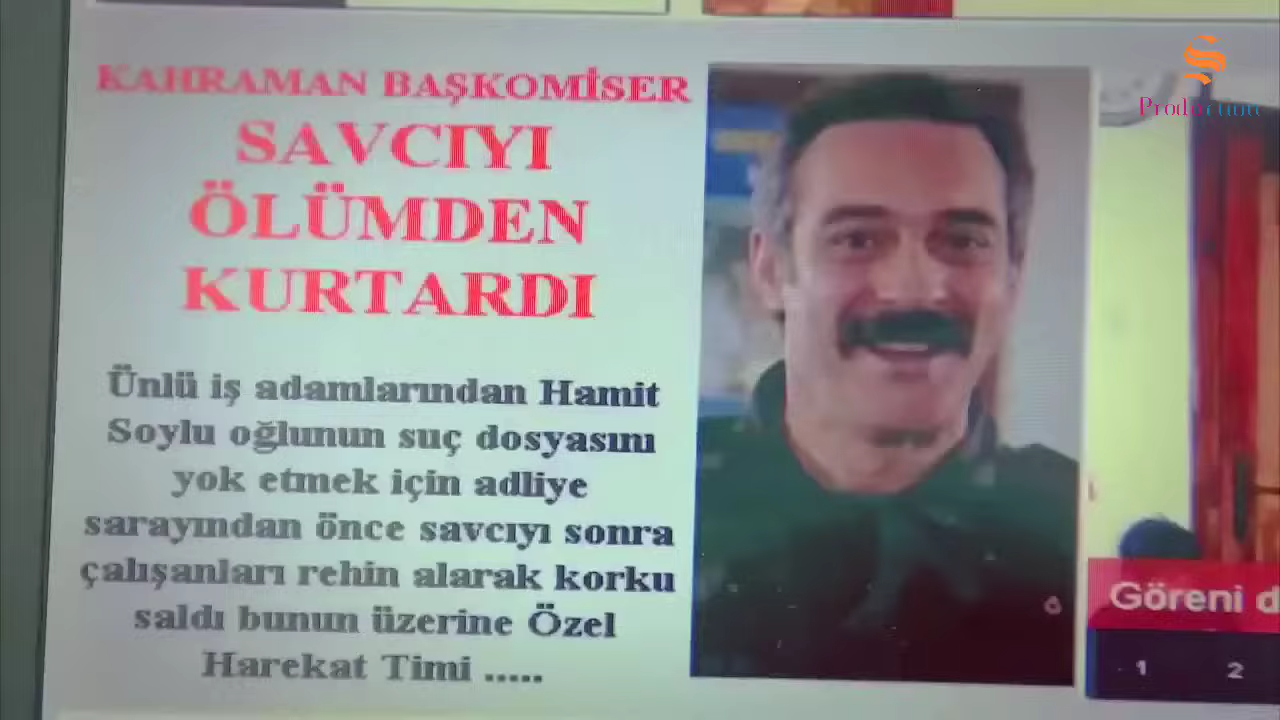 KAHRAMAN BAŞKOMİSER
SAVCIYI
ÖLÜMDEN
KURTARDI
Ünlü iş adamlarından Hamit
Soylu oğlunun suç dosyasını
yok etmek için adliye
sarayından önce savcıyı sonra
çalışanları rehin alarak korku
saldı bunun üzerine Özel
Harekat Timi .....
S
Production
Göreni d
1 2